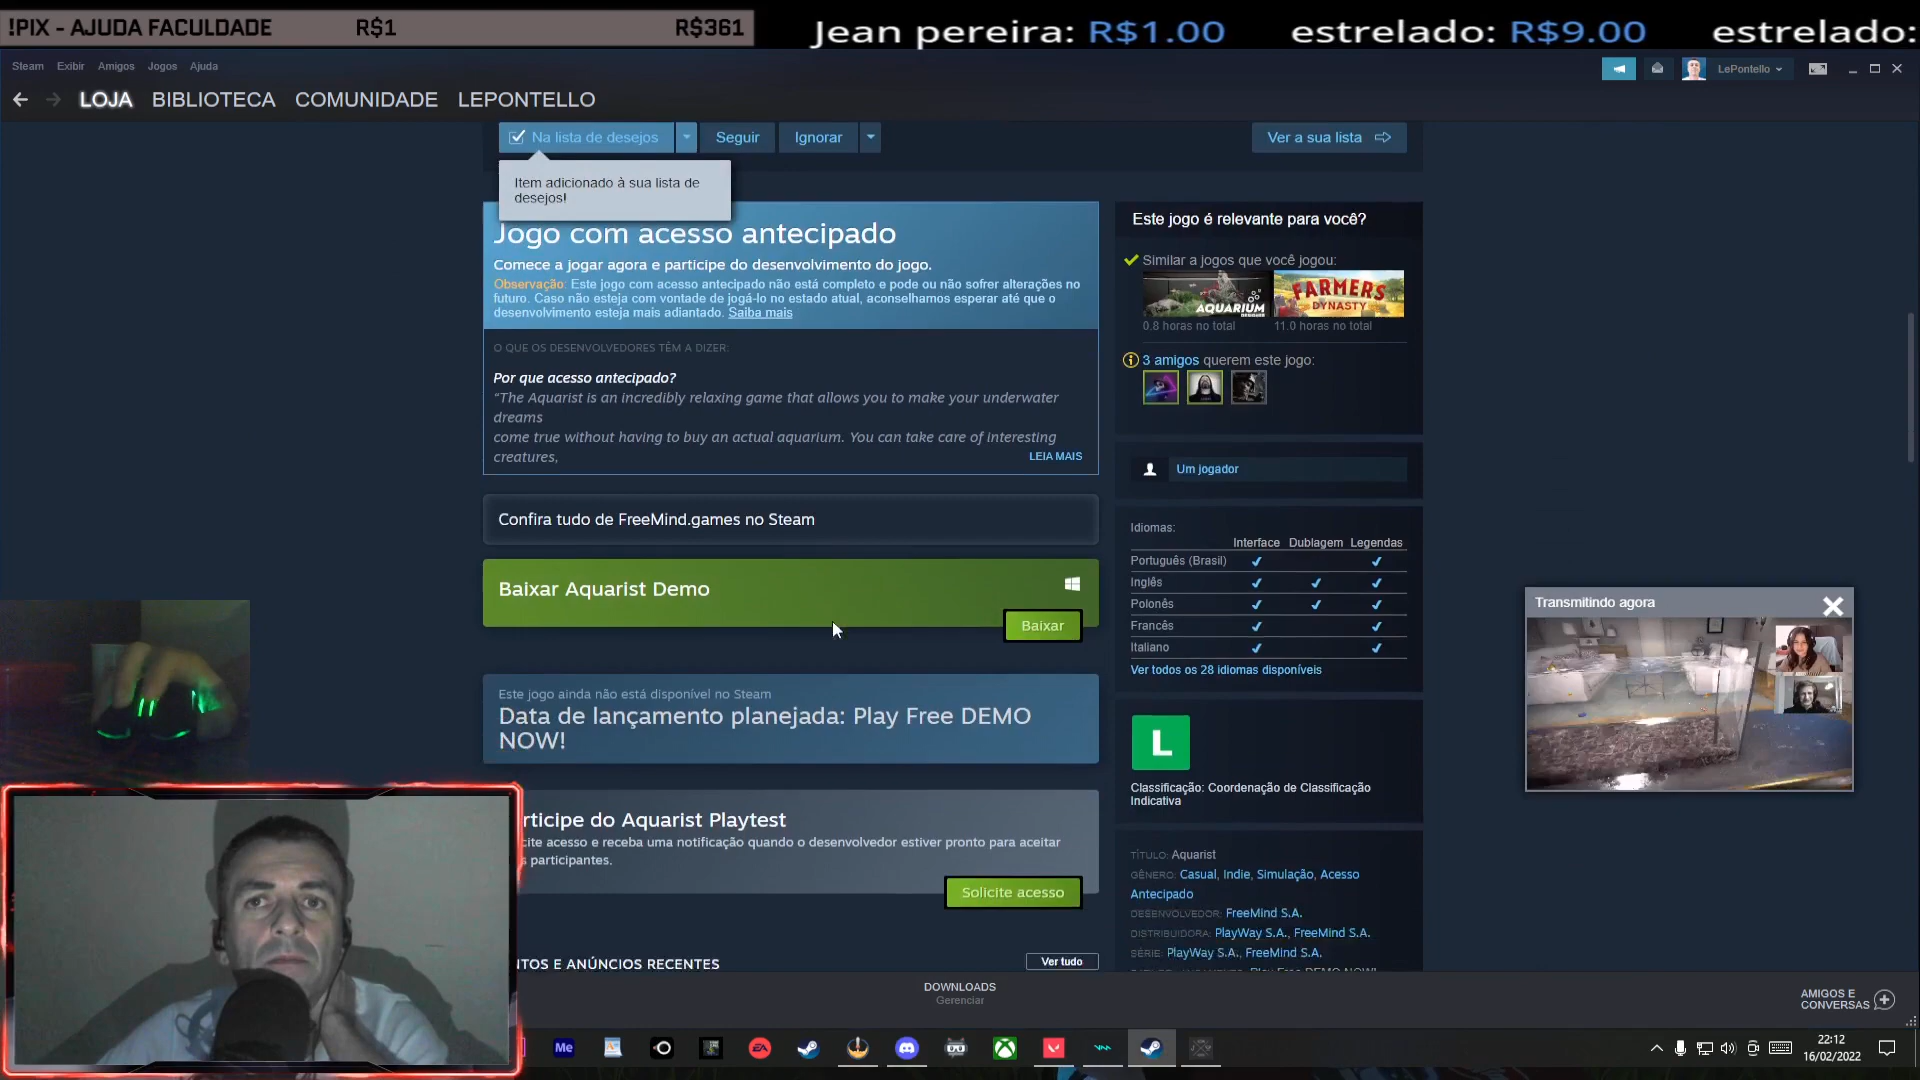 !PIX - AJUDA FACULDADE R$1 R$361
Jean pereira: R$1.00 estrelado: R$9.00 estrelado:
Steam Exibir Amigos Jogos Ajuda
LePontello
LOJA BIBLIOTECA COMUNIDADE LEPONTELLO
Na lista de desejos Seguir Ignorar Ver a sua lista
Item adicionado à sua lista de
desejos!
Jogo com acesso antecipado
Comece a jogar agora e participe do desenvolvimento do jogo.
Observação: Este jogo com acesso antecipado não está completo e pode ou não sofrer alterações no
futuro. Caso não esteja com vontade de jogá-lo no estado atual, aconselhamos esperar até que o
desenvolvimento esteja mais adiantado. Saiba mais
O QUE OS DESENVOLVEDORES TÊM A DIZER:
Por que acesso antecipado?
“The Aquarist is an incredibly relaxing game that allows you to make your underwater
dreams
come true without having to buy an actual aquarium. You can take care of interesting
creatures,
LEIA MAIS
Confira tudo de FreeMind.games no Steam
Baixar Aquarist Demo
Baixar
Este jogo ainda não está disponível no Steam
Data de lançamento planejada: Play Free DEMO
NOW!
rticipe do Aquarist Playtest
cite acesso e receba uma notificação quando o desenvolvedor estiver pronto para aceitar
s participantes.
Solicite acesso
NTOS E ANÚNCIOS RECENTES
Ver tudo
Este jogo é relevante para você?
Similar a jogos que você jogou:
AQUARIUM
FARMERS
DYNASTY
0.8 horas no total 11.0 horas no total
3 amigos querem este jogo:
Um jogador
Idiomas:
Interface Dublagem Legendas
Português (Brasil) ✔ ✔
Inglês ✔ ✔ ✔
Polonês ✔ ✔ ✔
Francês ✔ ✔
Italiano ✔ ✔
Ver todos os 28 idiomas disponíveis
L
Classificação: Coordenação de Classificação
Indicativa
TÍTULO: Aquarist
GÊNERO: Casual, Indie, Simulação, Acesso
Antecipado
DESENVOLVEDOR: FreeMind S.A.
DISTRIBUIDORA: PlayWay S.A., FreeMind S.A.
SÉRIE: PlayWay S.A., FreeMind S.A.
Transmitindo agora
DOWNLOADS
Gerenciar
AMIGOS E
CONVERSAS
Me
EA
22:12
16/02/2022